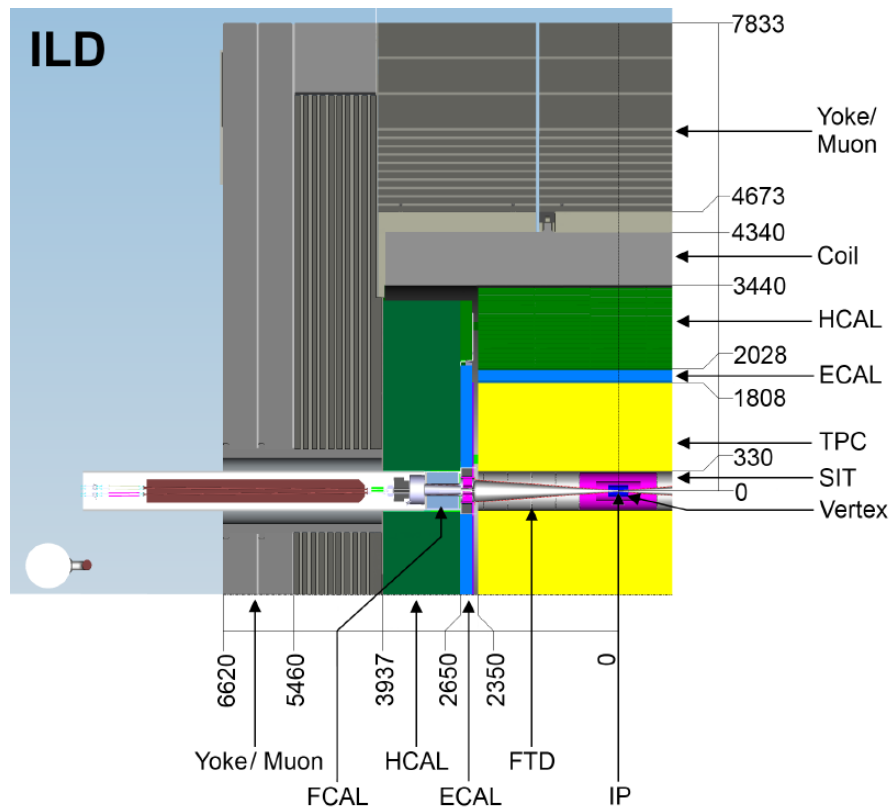 ILD
7833
Yoke/
Muon
4673
4340
Coil
3440
HCAL
2028
ECAL
1808
TPC
330
SIT
0
Vertex
6620
5460
3937
2650
2350
0
Yoke/ Muon
HCAL
FTD
FCAL
ECAL
IP